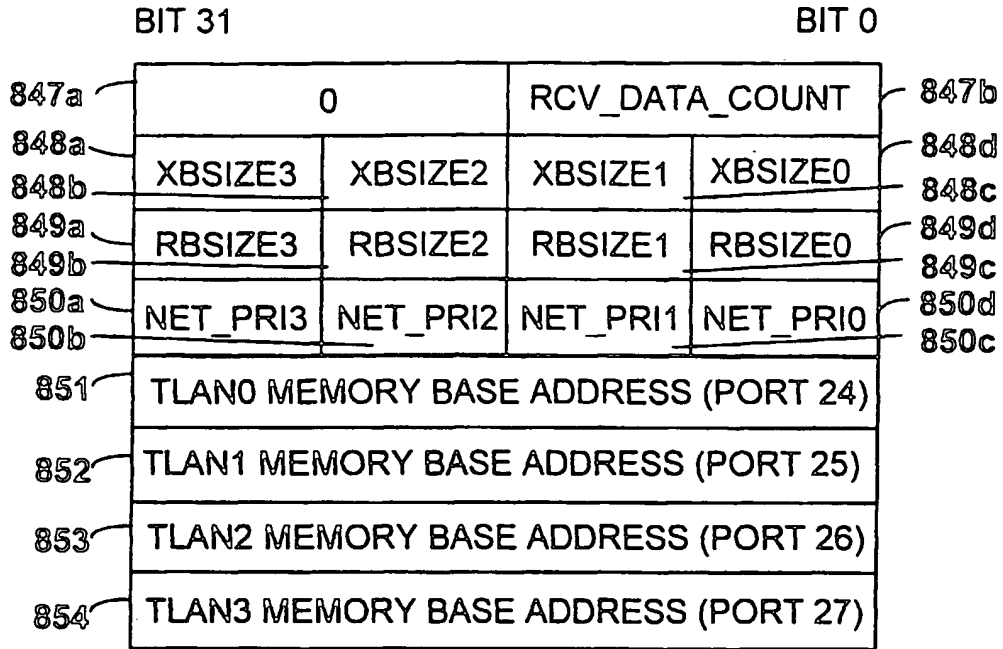 BIT 31 BIT 0
847a 0 RCV_DATA_COUNT 847b
848a XBSIZE3 XBSIZE2 XBSIZE1 XBSIZE0 848d
848b 848c
849a RBSIZE3 RBSIZE2 RBSIZE1 RBSIZE0 849d
849b 849c
850a NET_PRI3 NET_PRI2 NET_PRI1 NET_PRI0 850d
850b 850c
851 TLAN0 MEMORY BASE ADDRESS (PORT 24)
852 TLAN1 MEMORY BASE ADDRESS (PORT 25)
853 TLAN2 MEMORY BASE ADDRESS (PORT 26)
854 TLAN3 MEMORY BASE ADDRESS (PORT 27)